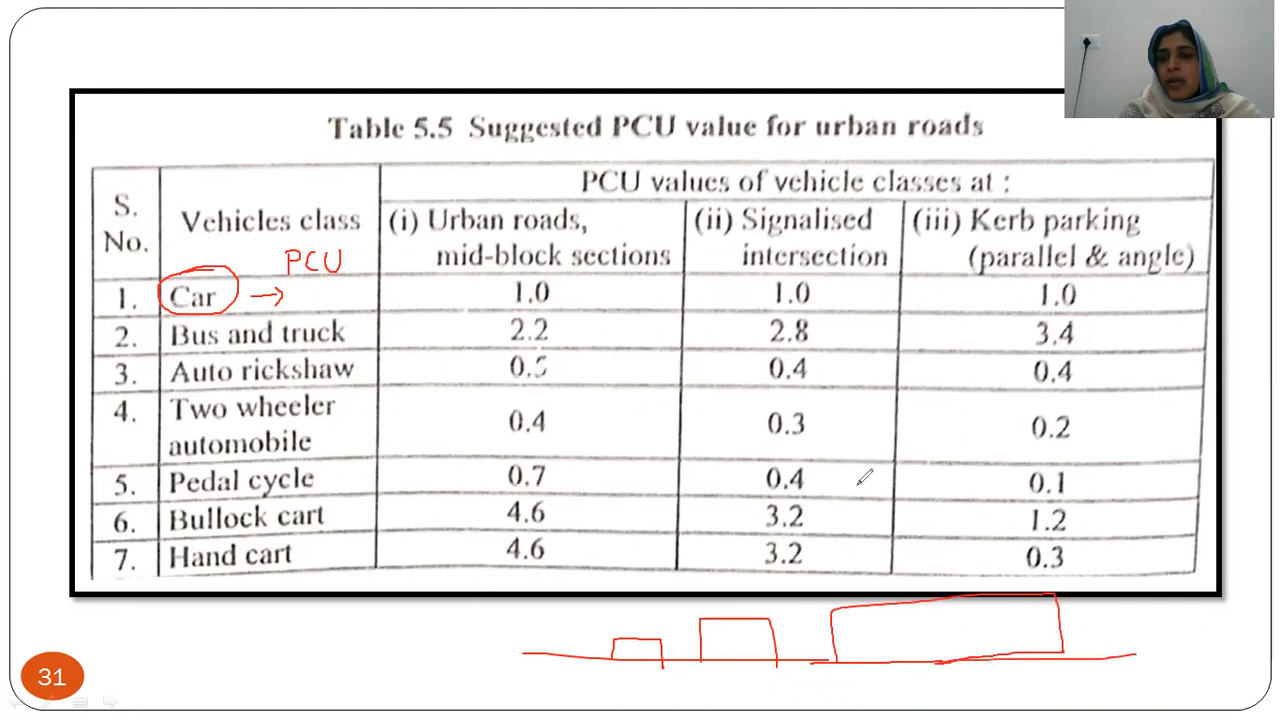 Table 5.5 Suggested PCU value for urban roads
S. No. Vehicles class PCU values of vehicle classes at :
(i) Urban roads, mid-block sections (ii) Signalised intersection (iii) Kerb parking (parallel & angle)
PCU
1. Car → 1.0 1.0 1.0
2. Bus and truck 2.2 2.8 3.4
3. Auto rickshaw 0.5 0.4 0.4
4. Two wheeler automobile 0.4 0.3 0.2
5. Pedal cycle 0.7 0.4 0.1
6. Bullock cart 4.6 3.2 1.2
7. Hand cart 4.6 3.2 0.3
31